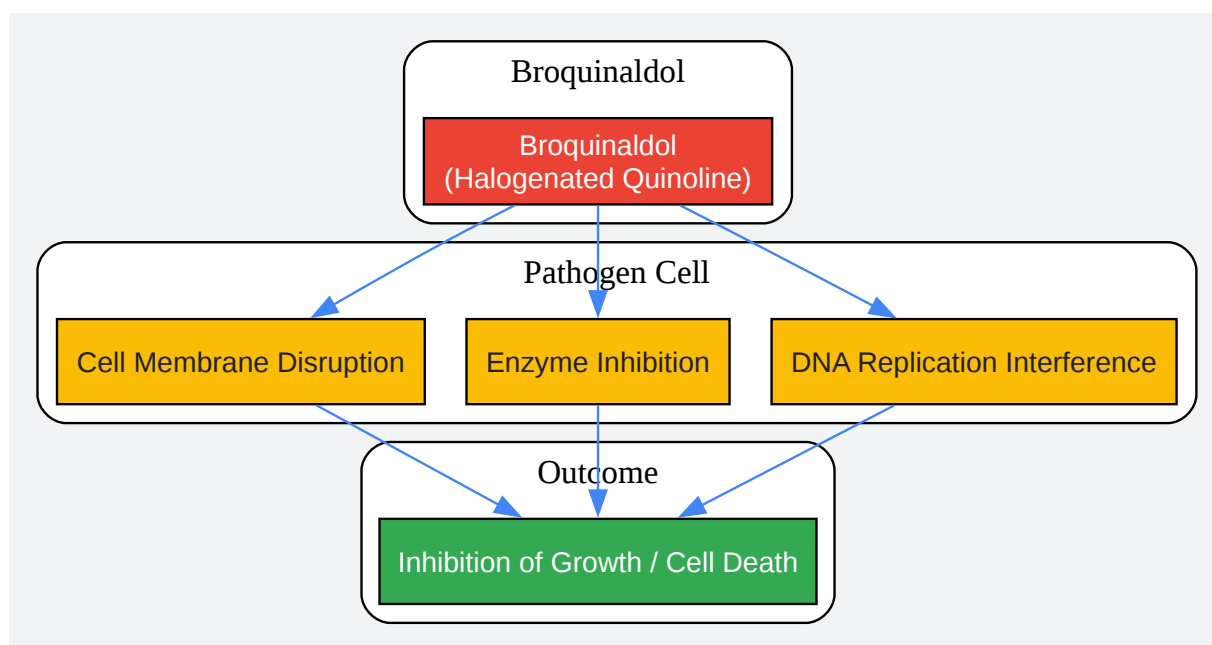 Broquinaldol
Broquinaldol
(Halogenated Quinoline)
Pathogen Cell
Cell Membrane Disruption
Enzyme Inhibition
DNA Replication Interference
Outcome
Inhibition of Growth / Cell Death